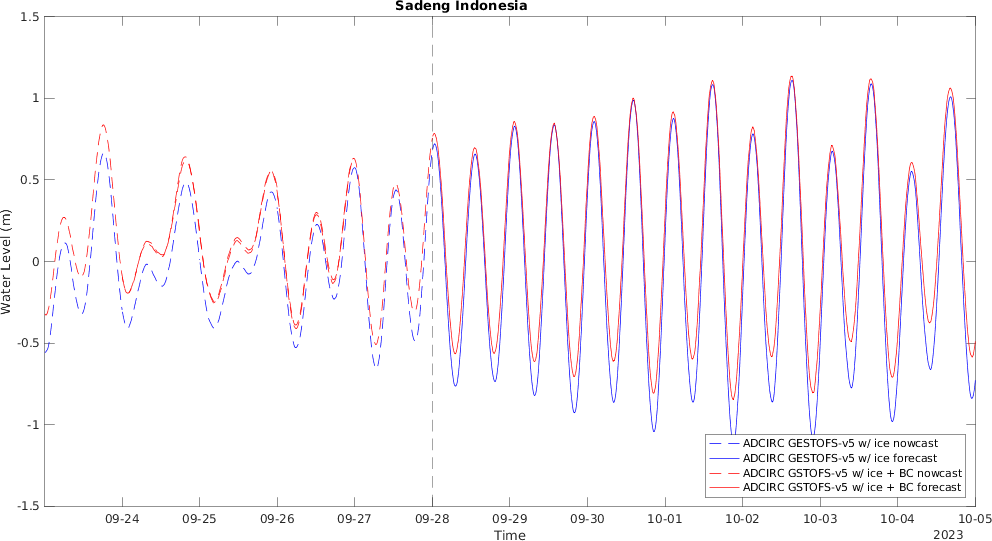 Sadeng Indonesia
1.5
1
0.5
0
-0.5
-1
-1.5
Water Level (m)
09-24 09-25 09-26 09-27 09-28 09-29 09-30 10-01 10-02 10-03 10-04 10-05
Time
2023
ADCIRC GESTOFS-v5 w/ ice nowcast
ADCIRC GESTOFS-v5 w/ ice forecast
ADCIRC GSTOFS-v5 w/ ice + BC nowcast
ADCIRC GSTOFS-v5 w/ ice + BC forecast